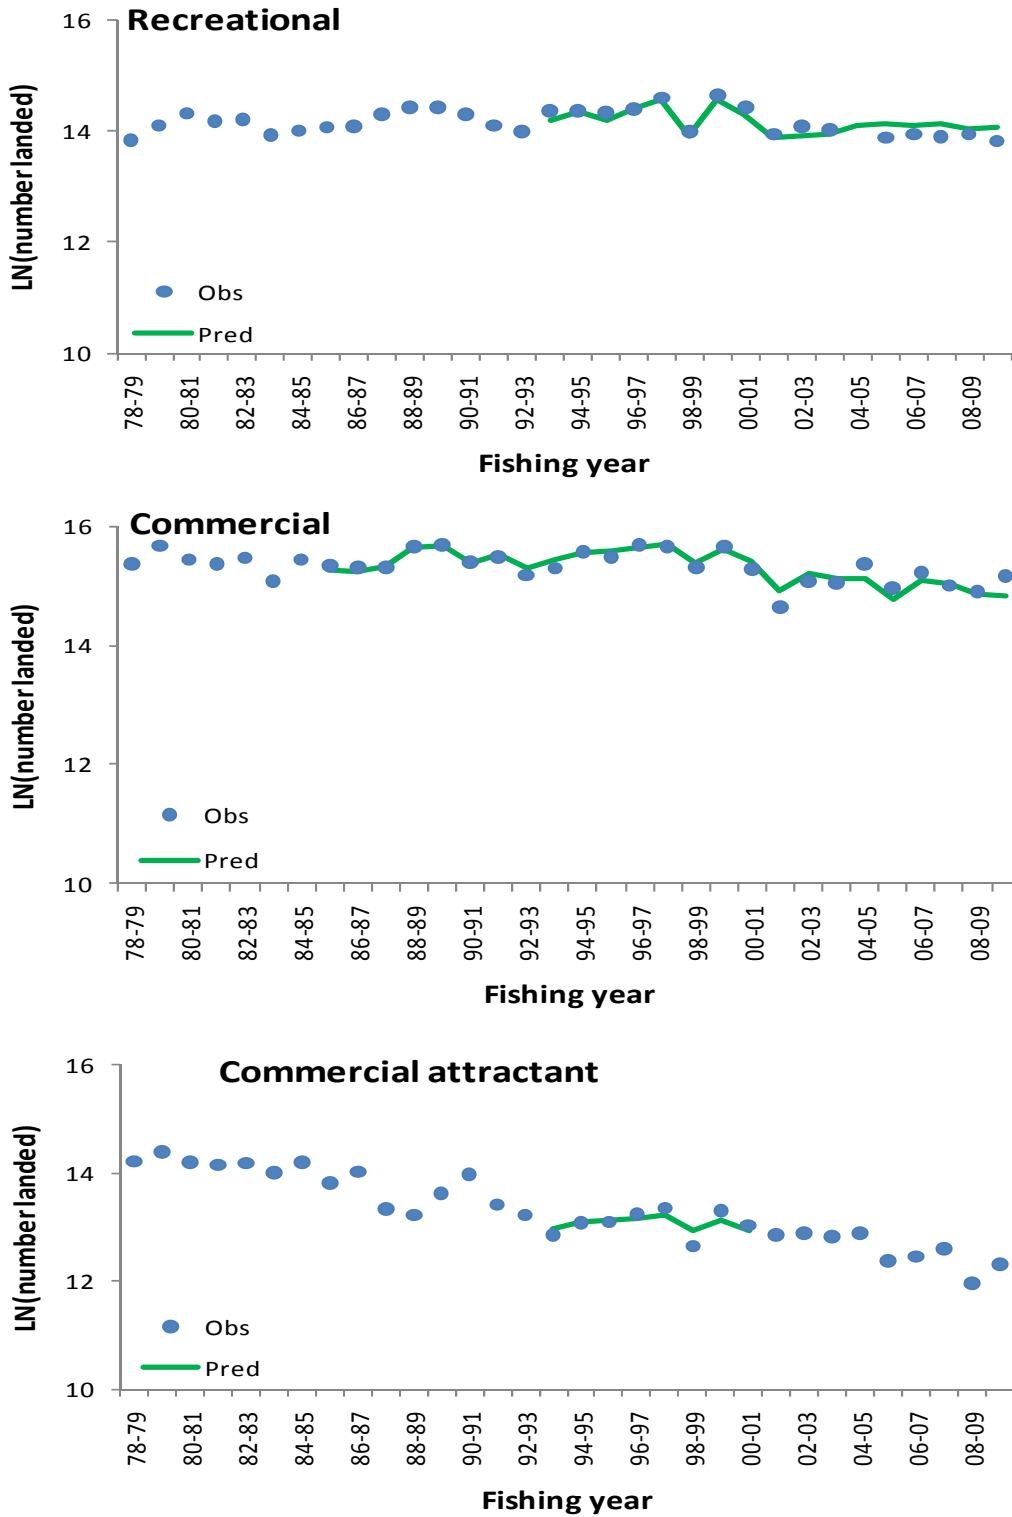 Recreational
16
14
12
10
LN(number landed)
Obs
Pred
78-79 80-81 82-83 84-85 86-87 88-89 90-91 92-93 94-95 96-97 98-99 00-01 02-03 04-05 06-07 08-09
Fishing year
Commercial
16
14
12
10
LN(number landed)
Obs
Pred
78-79 80-81 82-83 84-85 86-87 88-89 90-91 92-93 94-95 96-97 98-99 00-01 02-03 04-05 06-07 08-09
Fishing year
Commercial attractant
16
14
12
10
LN(number landed)
Obs
Pred
78-79 80-81 82-83 84-85 86-87 88-89 90-91 92-93 94-95 96-97 98-99 00-01 02-03 04-05 06-07 08-09
Fishing year